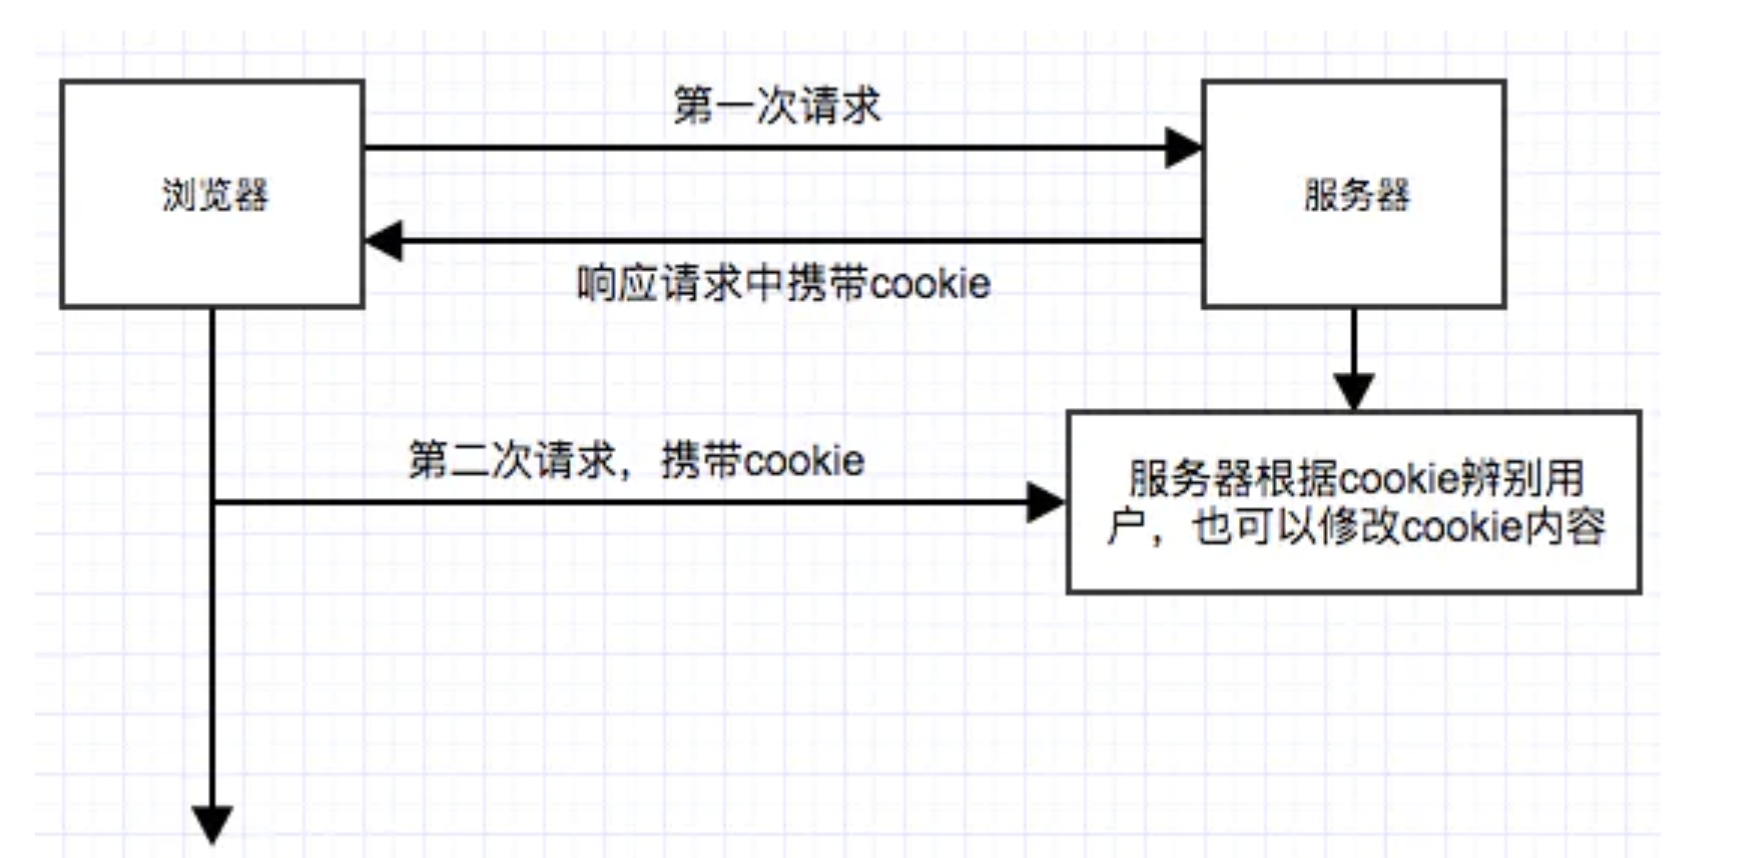 第一次请求
浏览器
服务器
响应请求中携带cookie
第二次请求，携带cookie
服务器根据cookie辨别用
户，也可以修改cookie内容